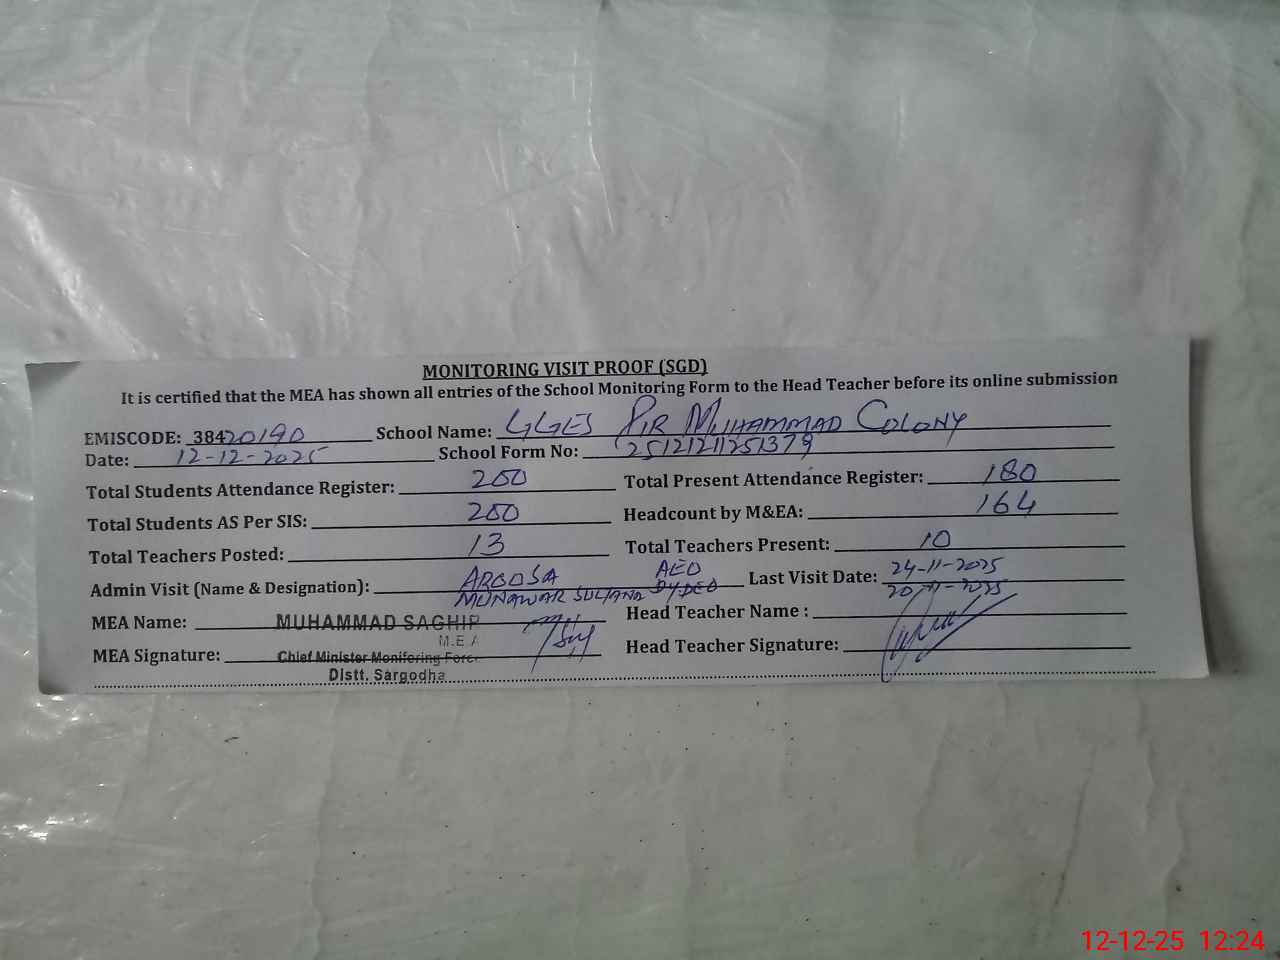 MONITORING VISIT PROOF (SGD)
It is certified that the MEA has shown all entries of the School Monitoring Form to the Head Teacher before its online submission
EMISCODE: 38420190 School Name: GGES PIR MUHAMMAD COLONY
Date: 12-12-2025 School Form No: 25121211251379
Total Students Attendance Register: 200 Total Present Attendance Register: 180
Total Students AS Per SIS: 200 Headcount by M&EA: 164
Total Teachers Posted: 13 Total Teachers Present: 10
Admin Visit (Name & Designation): AROOSA AEO Last Visit Date: 24-11-2025
MUNAWAR SULTANA DYDEO 20-11-2025
MEA Name: MUHAMMAD SAGHIR Head Teacher Name :
M.E.A
MEA Signature: Chief Minister Monitoring Force Head Teacher Signature:
Distt. Sargodha
12-12-25 12:24